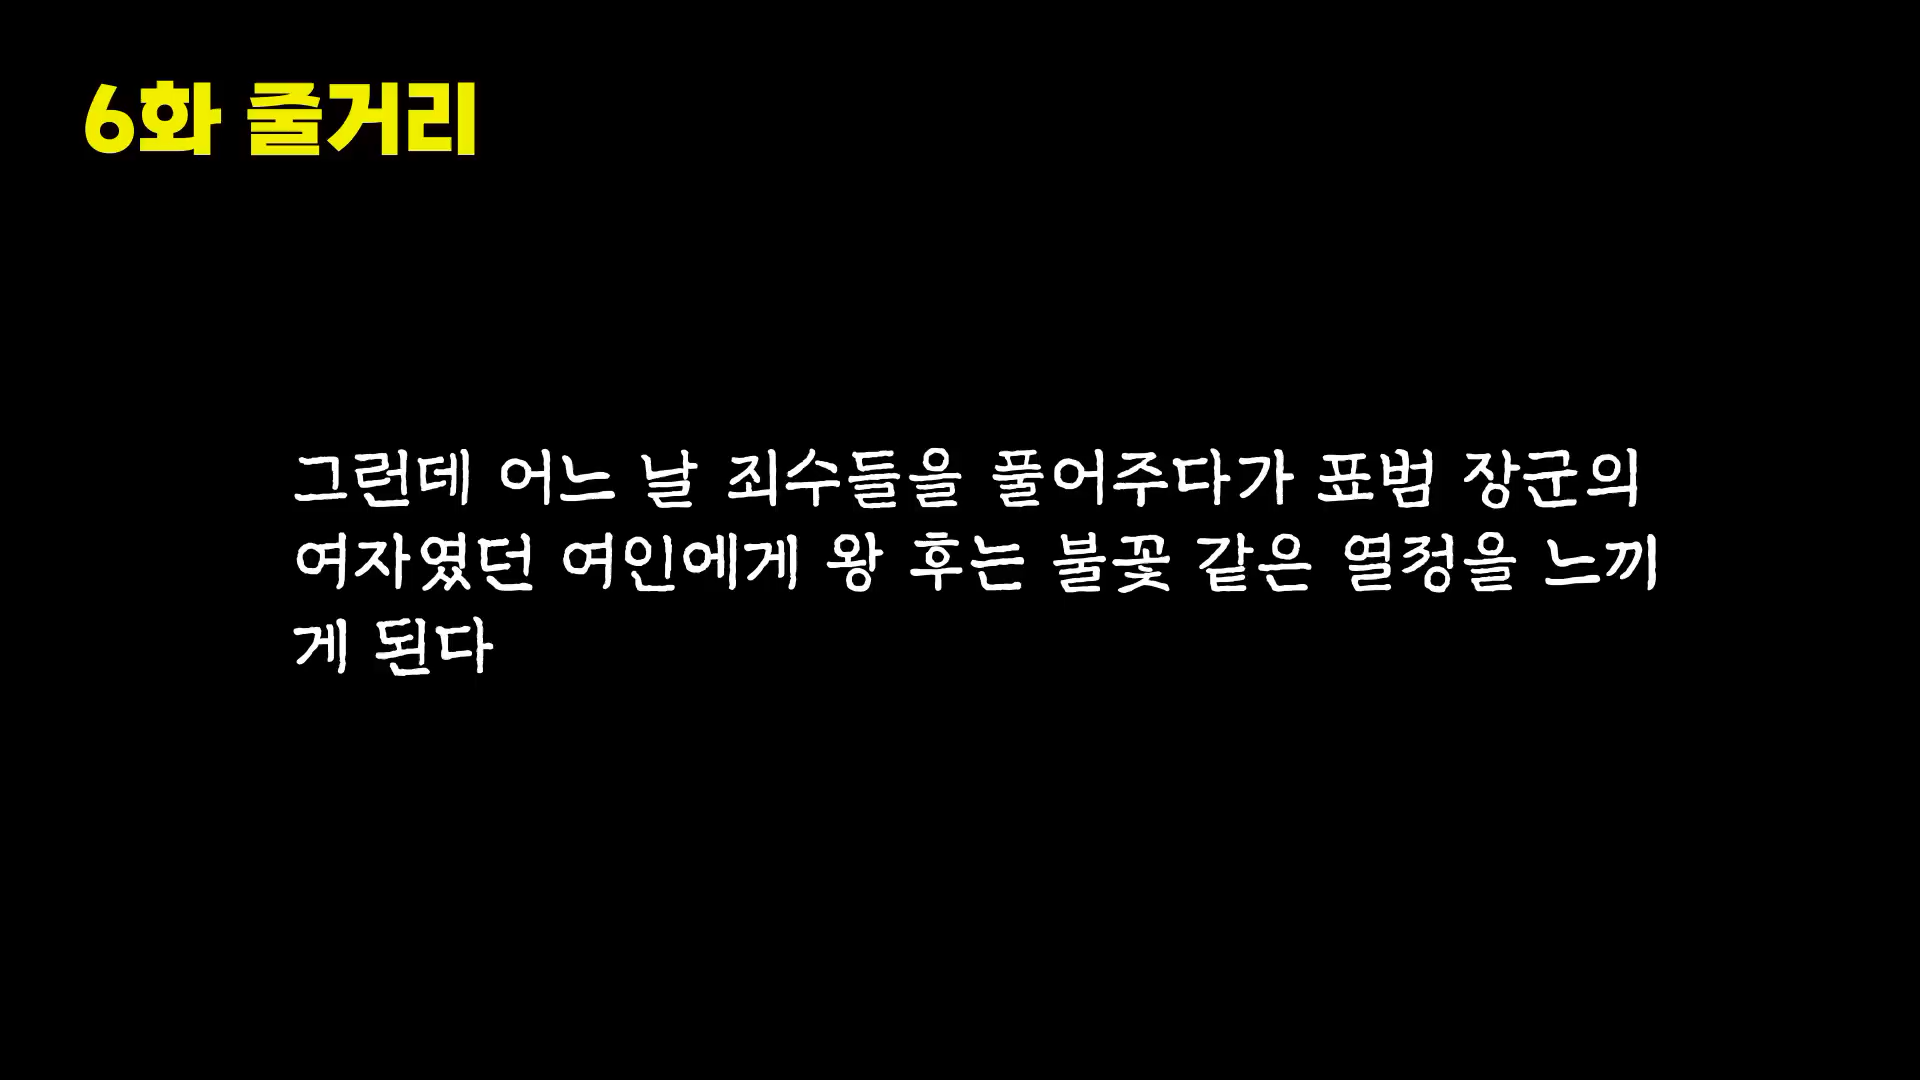 6화 줄거리
그런데 어느 날 죄수들을 풀어주다가 표범 장군의
여자였던 여인에게 왕 후는 불꽃 같은 열정을 느끼
게 된다